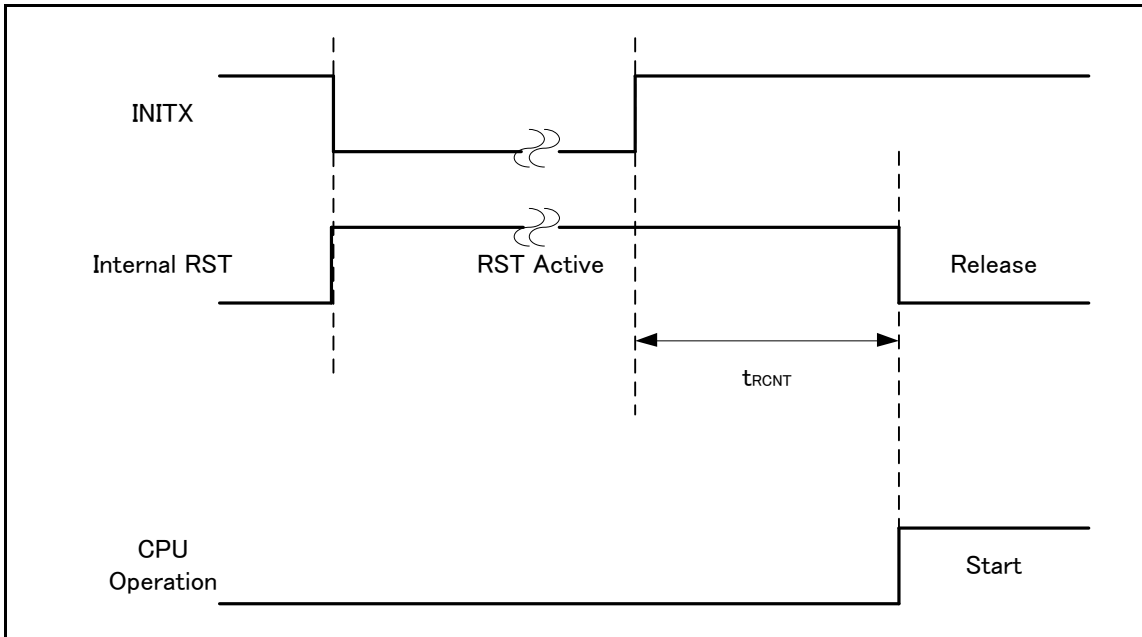 INITX
Internal RST
RST Active
Release
tRCNT
CPU
Operation
Start